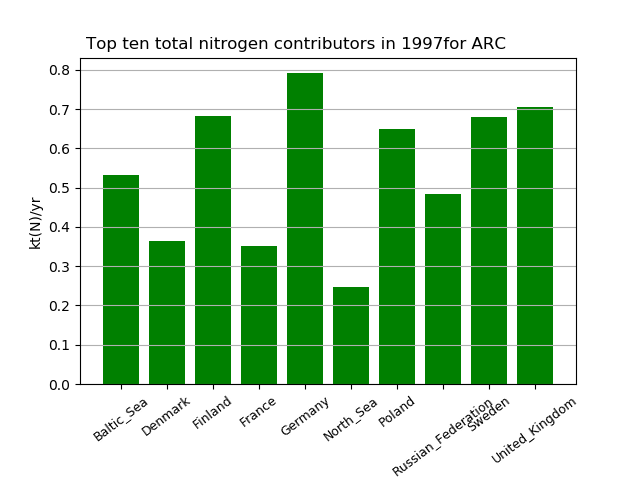 Top ten total nitrogen contributors in 1997for ARC
kt(N)/yr
0.8
0.7
0.6
0.5
0.4
0.3
0.2
0.1
0.0
Baltic_Sea
Denmark
Finland
France
Germany
North_Sea
Poland
Russian_Federation
Sweden
United_Kingdom